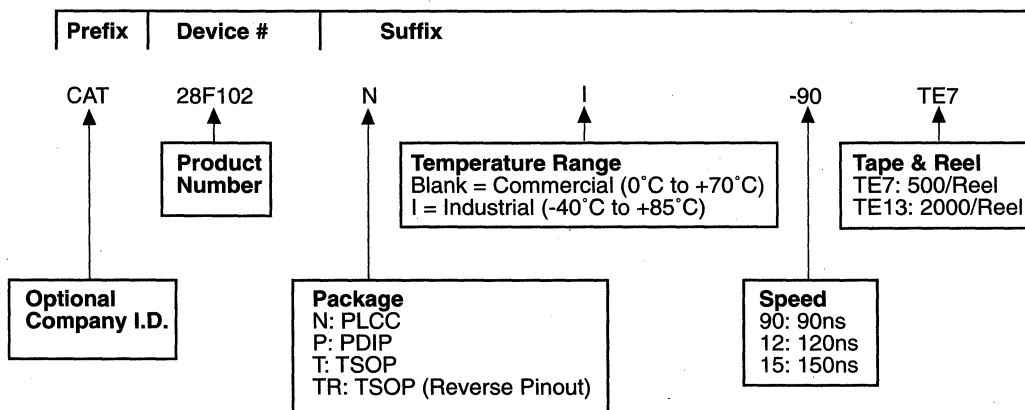 Prefix Device # Suffix
CAT 28F102 N I -90 TE7
Product
Number
Temperature Range
Blank = Commercial (0˚C to +70˚C)
I = Industrial (-40˚C to +85˚C)
Tape & Reel
TE7: 500/Reel
TE13: 2000/Reel
Optional
Company I.D.
Package
N: PLCC
P: PDIP
T: TSOP
TR: TSOP (Reverse Pinout)
Speed
90: 90ns
12: 120ns
15: 150ns